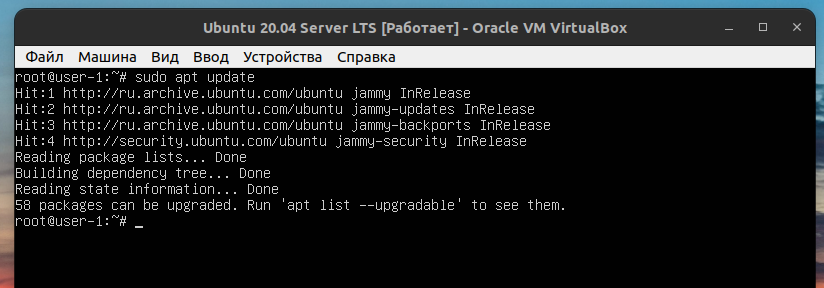 Ubuntu 20.04 Server LTS [Работает] - Oracle VM VirtualBox
Файл Машина Вид Ввод Устройства Справка
root@user-1:~# sudo apt update
Hit:1 http://ru.archive.ubuntu.com/ubuntu jammy InRelease
Hit:2 http://ru.archive.ubuntu.com/ubuntu jammy-updates InRelease
Hit:3 http://ru.archive.ubuntu.com/ubuntu jammy-backports InRelease
Hit:4 http://security.ubuntu.com/ubuntu jammy-security InRelease
Reading package lists... Done
Building dependency tree... Done
Reading state information... Done
58 packages can be upgraded. Run 'apt list --upgradable' to see them.
root@user-1:~# _